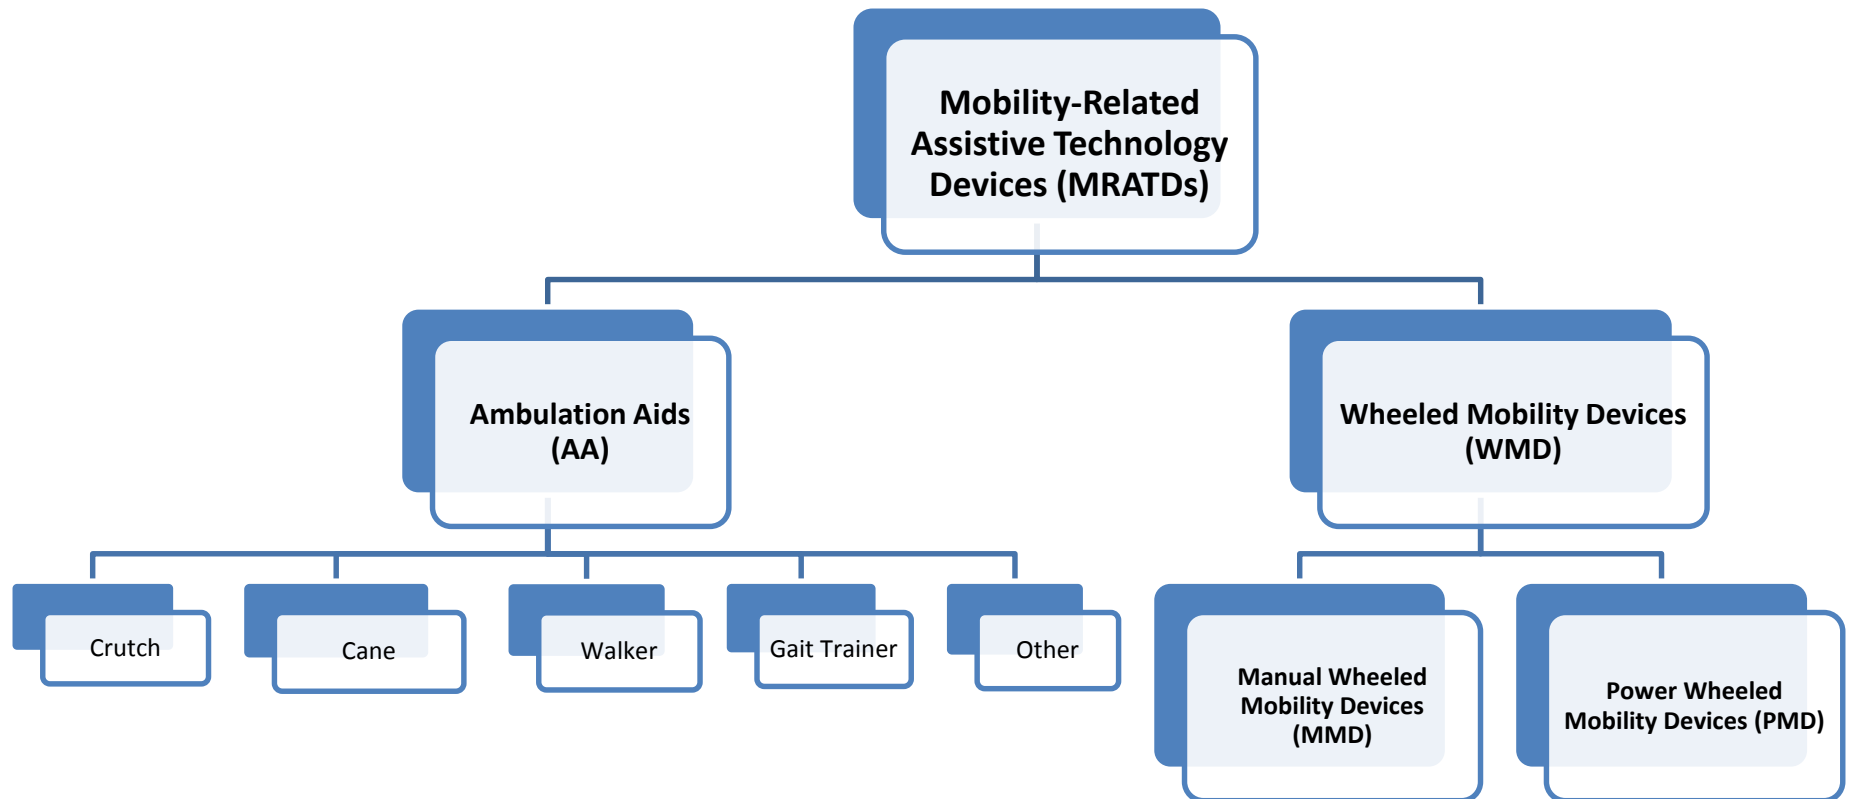 Mobility-Related
Assistive Technology
Devices (MRATDs)
Ambulation Aids
(AA)
Wheeled Mobility Devices
(WMD)
Crutch
Cane
Walker
Gait Trainer
Other
Manual Wheeled
Mobility Devices
(MMD)
Power Wheeled
Mobility Devices (PMD)